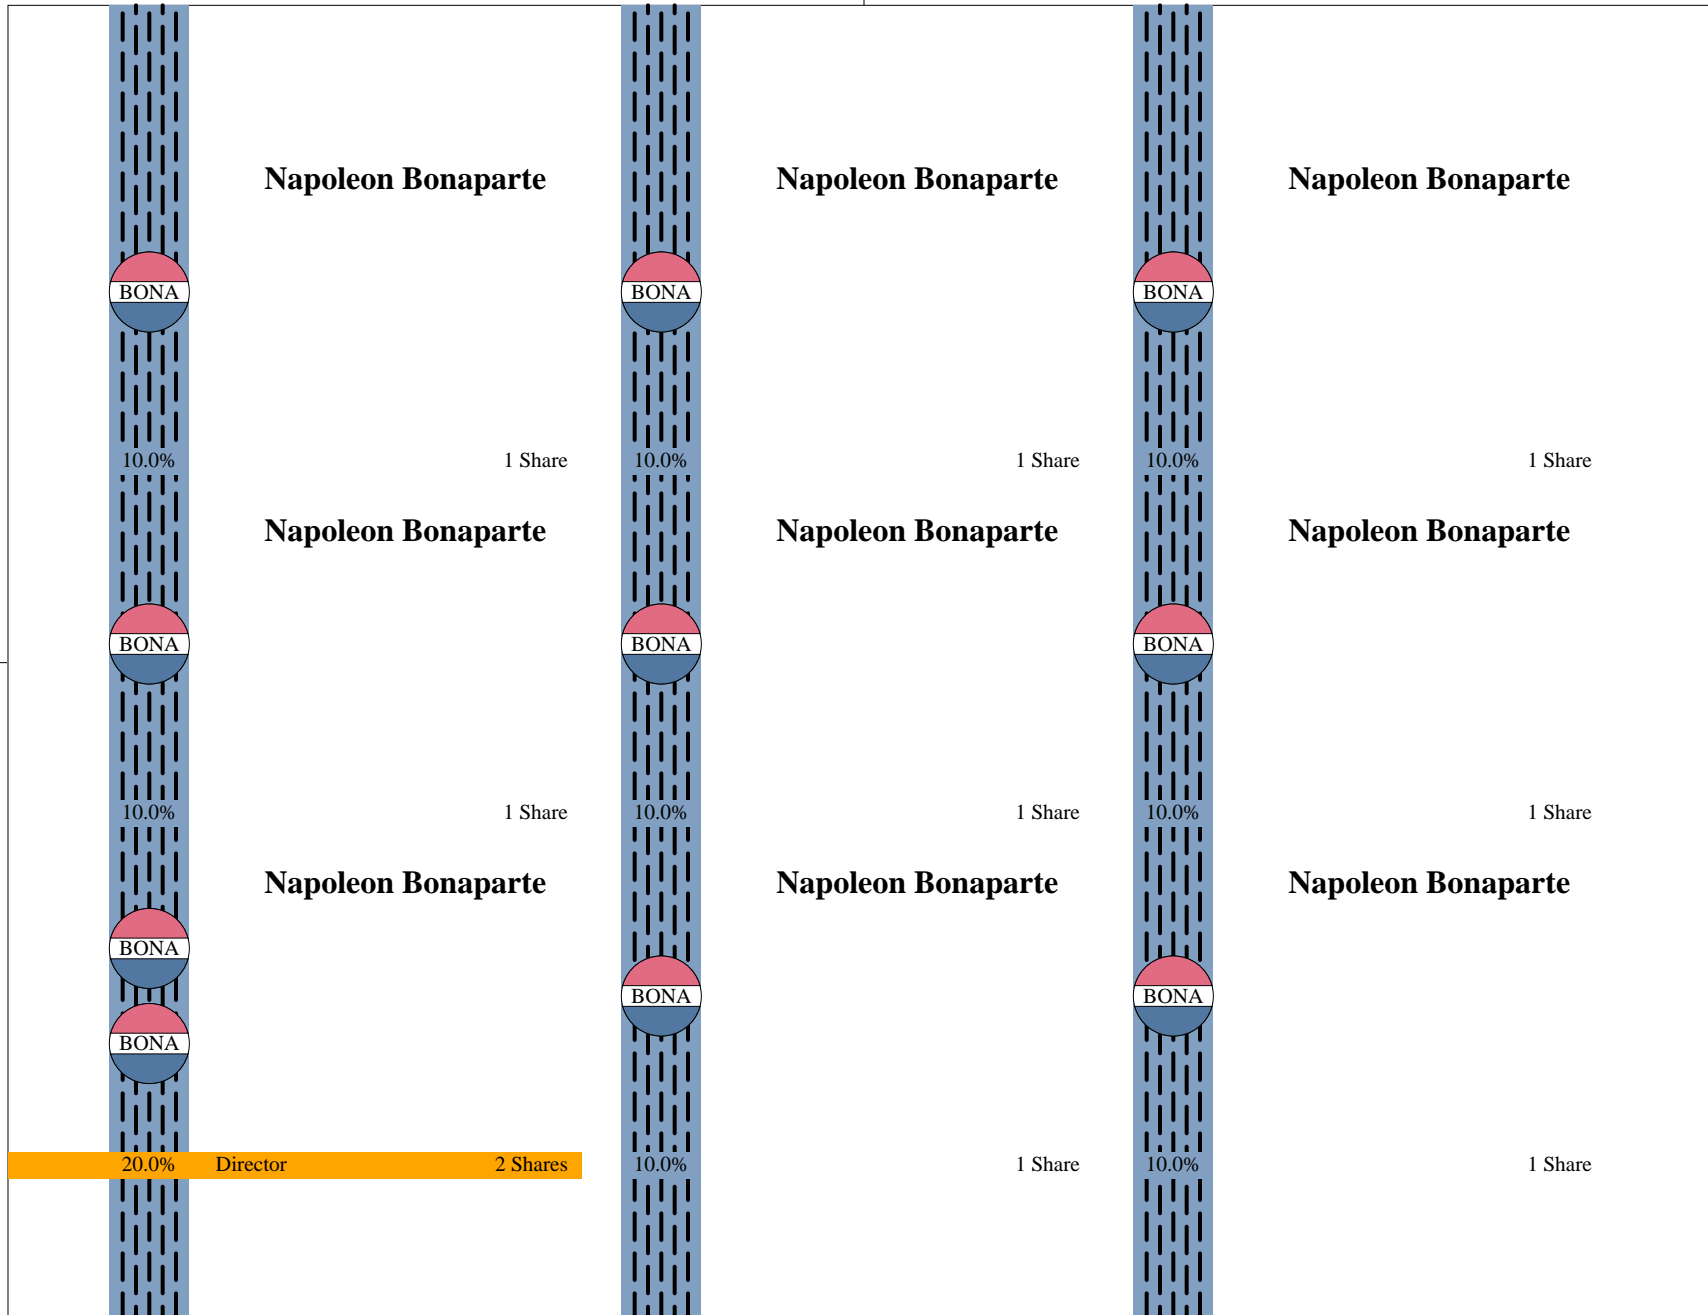 Napoleon Bonaparte Napoleon Bonaparte Napoleon Bonaparte
BONA BONA BONA
10.0% 1 Share 10.0% 1 Share 10.0% 1 Share
Napoleon Bonaparte Napoleon Bonaparte Napoleon Bonaparte
BONA BONA BONA
10.0% 1 Share 10.0% 1 Share 10.0% 1 Share
Napoleon Bonaparte Napoleon Bonaparte Napoleon Bonaparte
BONA
BONA BONA
BONA
20.0% Director 2 Shares 10.0% 1 Share 10.0% 1 Share